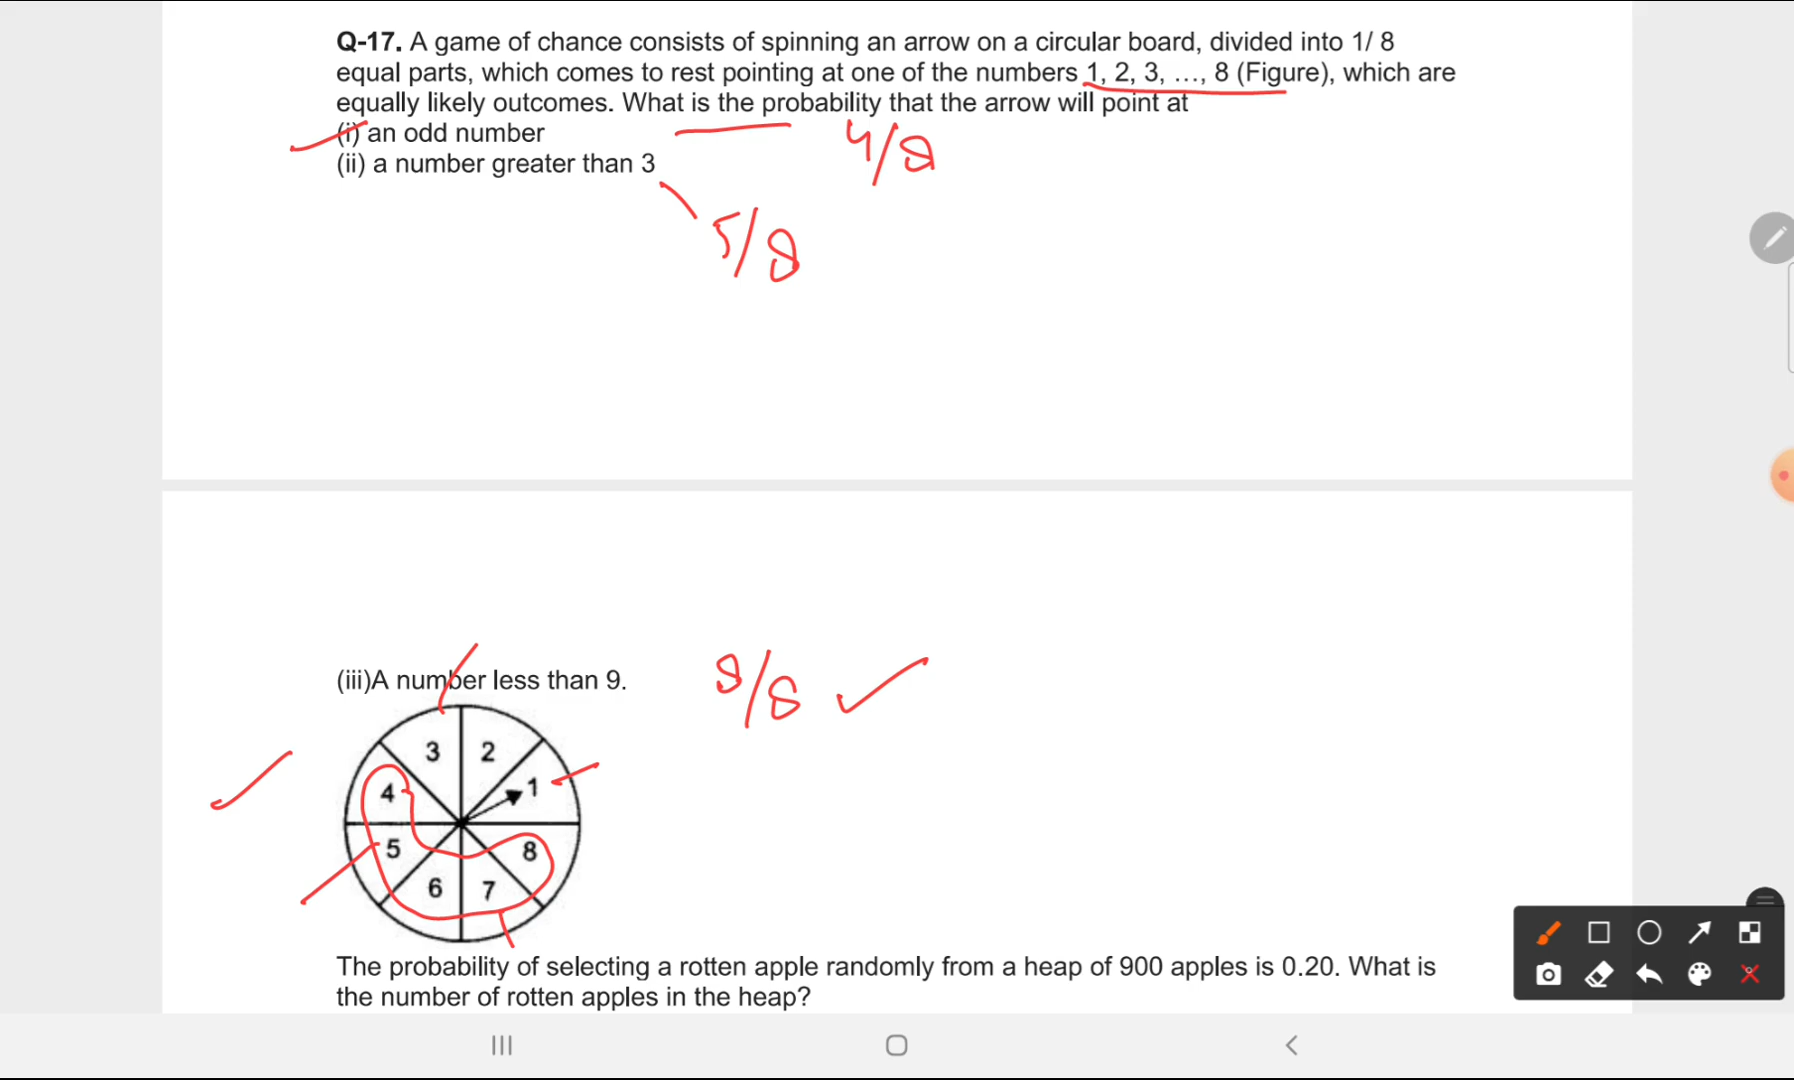 Q-17. A game of chance consists of spinning an arrow on a circular board, divided into 1/ 8
equal parts, which comes to rest pointing at one of the numbers 1, 2, 3, …, 8 (Figure), which are
equally likely outcomes. What is the probability that the arrow will point at
(i) an odd number
4/8
(ii) a number greater than 3
5/8
(iii)A number less than 9.
8/8
3 2
4 1
5 8
6 7
The probability of selecting a rotten apple randomly from a heap of 900 apples is 0.20. What is
the number of rotten apples in the heap?